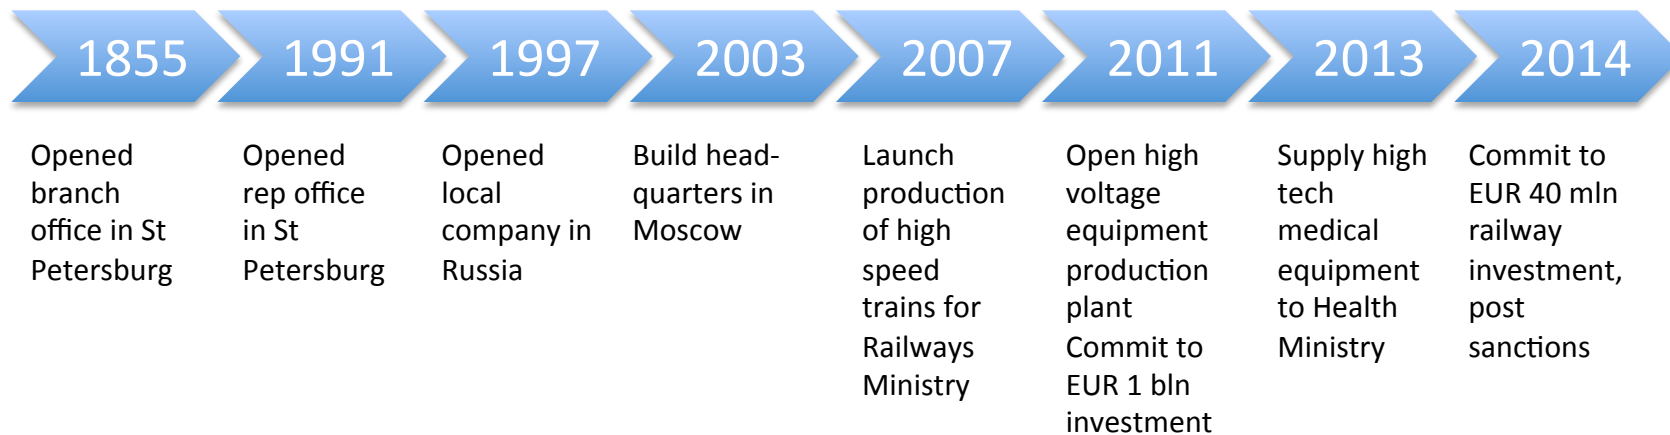 1855
1991
1997
2003
2007
2011
2013
2014
Opened
branch
office in St
Petersburg
Opened
rep office
in St
Petersburg
Opened
local
company in
Russia
Build head-
quarters in
Moscow
Launch
production
of high
speed
trains for
Railways
Ministry
Open high
voltage
equipment
production
plant
Commit to
EUR 1 bln
investment
Supply high
tech
medical
equipment
to Health
Ministry
Commit to
EUR 40 mln
railway
investment,
post
sanctions